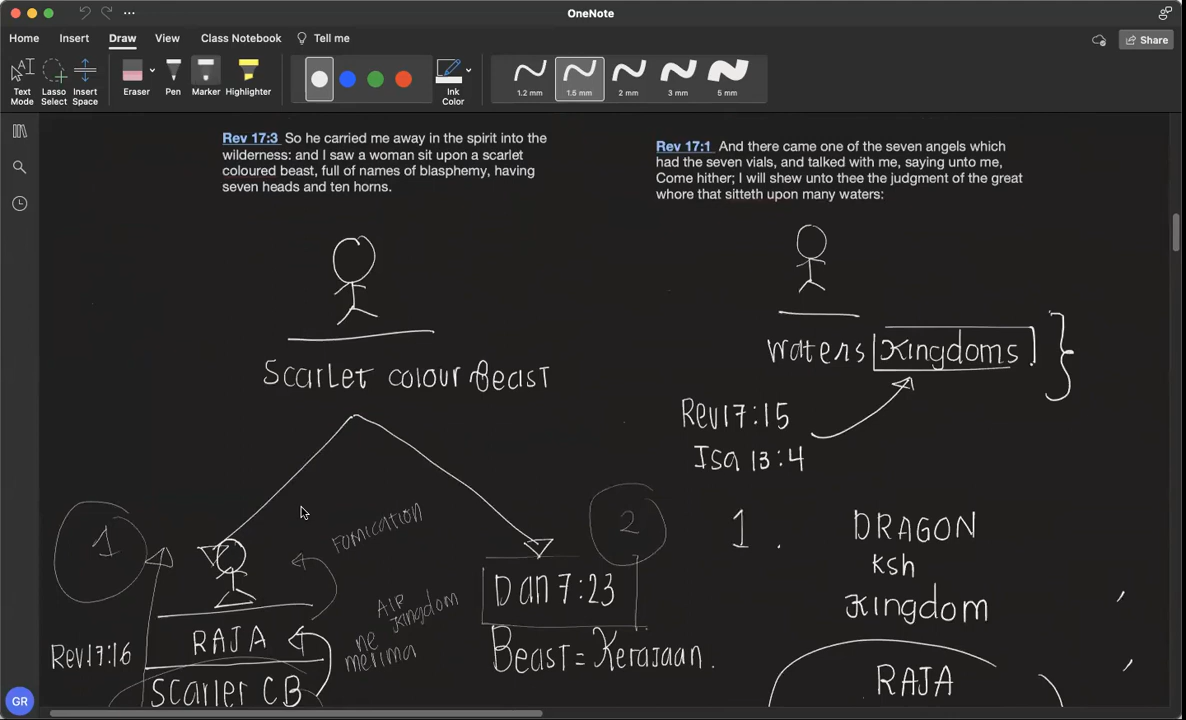 OneNote
Home Insert Draw View Class Notebook Tell me
Share
Text Mode
Lasso Select
Insert Space
Eraser
Pen
Marker
Highlighter
Ink Color
1.2 mm
1.6 mm
2 mm
3 mm
5 mm
Rev 17:3 So he carried me away in the spirit into the
wilderness: and I saw a woman sit upon a scarlet
coloured beast, full of names of blasphemy, having
seven heads and ten horns.
Rev 17:1 And there came one of the seven angels which
had the seven vials, and talked with me, saying unto me,
Come hither; I will shew unto thee the judgment of the great
whore that sitteth upon many waters:
Scarlet colour Beast
waters Kingdoms
Rev 17:15
Isa 13:4
1
Fornication
2
Dan 7:23
Beast = Kerajaan.
AIR
Kingdom
ne
merima
RAJA
Rev17:16
Scarler CB
1.
DRAGON
Ksh
Kingdom
RAJA
GR